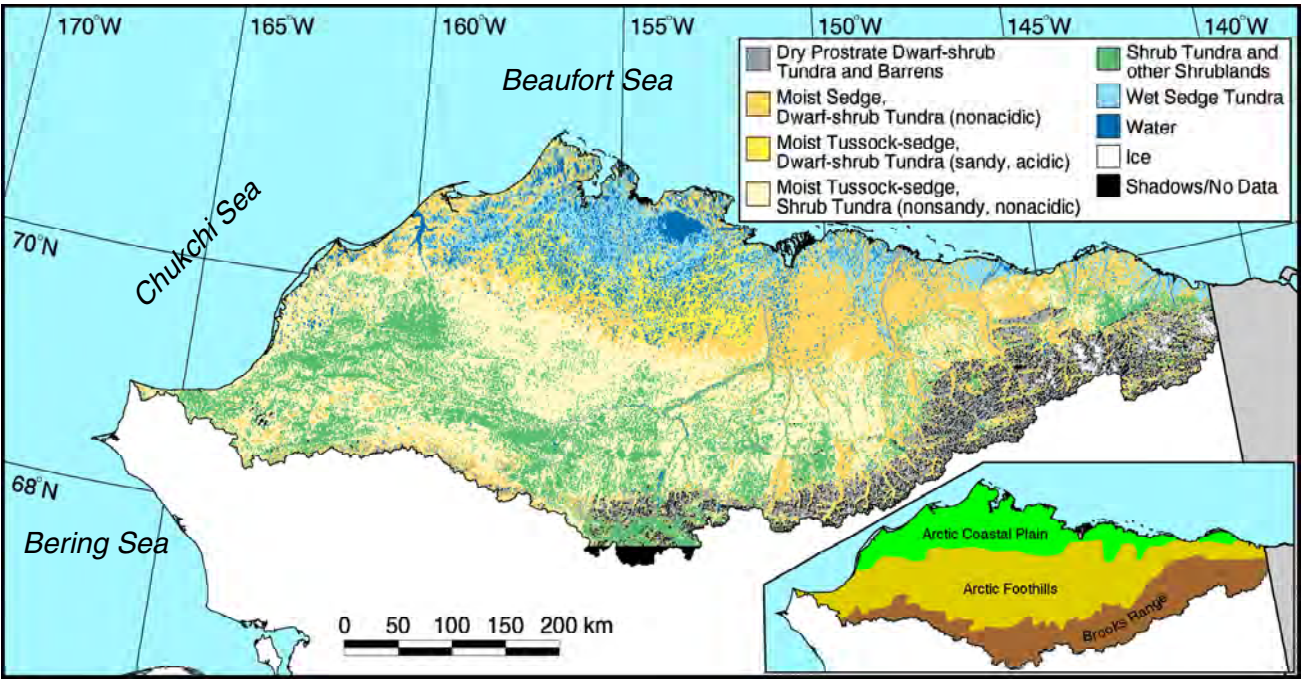 170°W
165°W
160°W
155°W
150°W
145°W
140°W
Beaufort Sea
Chukchi Sea
70°N
68°N
Bering Sea
Dry Prostrate Dwarf-shrub
Tundra and Barrens
Moist Sedge,
Dwarf-shrub Tundra (nonacidic)
Moist Tussock-sedge,
Dwarf-shrub Tundra (sandy, acidic)
Moist Tussock-sedge,
Shrub Tundra (nonsandy, nonacidic)
Shrub Tundra and
other Shrublands
Wet Sedge Tundra
Water
Ice
Shadows/No Data
0 50 100 150 200 km
Arctic Coastal Plain
Arctic Foothills
Brooks Range